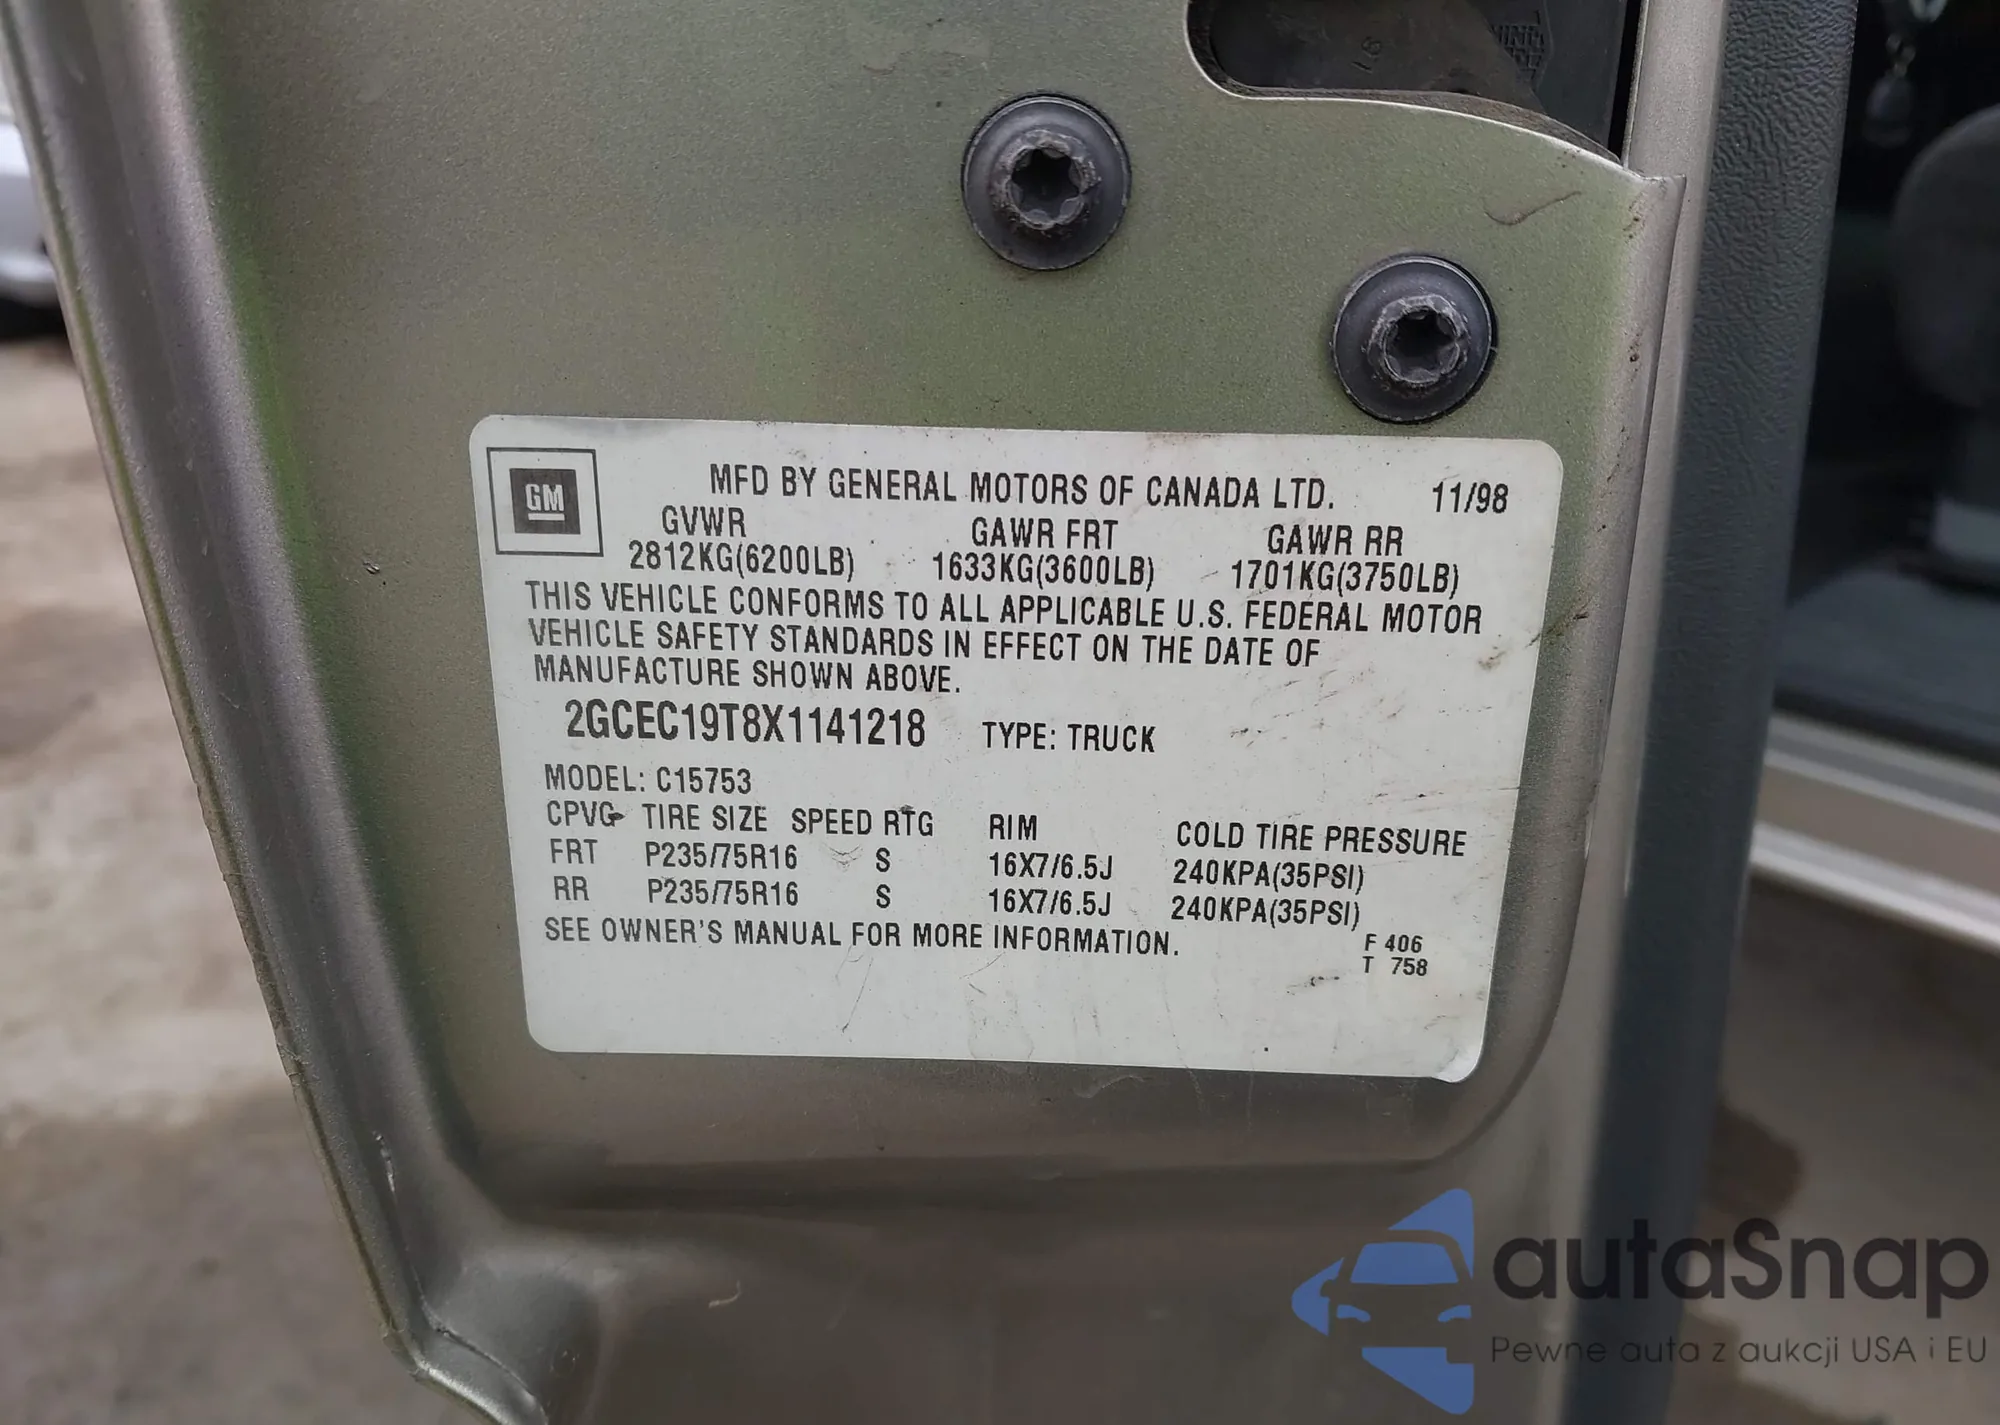 GM
MFD BY GENERAL MOTORS OF CANADA LTD. 11/98
GVWR GAWR FRT GAWR RR
2812KG(6200LB) 1633KG(3600LB) 1701KG(3750LB)
THIS VEHICLE CONFORMS TO ALL APPLICABLE U.S. FEDERAL MOTOR
VEHICLE SAFETY STANDARDS IN EFFECT ON THE DATE OF
MANUFACTURE SHOWN ABOVE.
2GCEC19T8X1141218 TYPE: TRUCK
MODEL: C15753
CPVG TIRE SIZE SPEED RTG RIM COLD TIRE PRESSURE
FRT P235/75R16 S 16X7/6.5J 240KPA(35PSI)
RR P235/75R16 S 16X7/6.5J 240KPA(35PSI)
SEE OWNER'S MANUAL FOR MORE INFORMATION.
F 406
T 758
autaSnap
Pewne auta z aukcji USA i EU